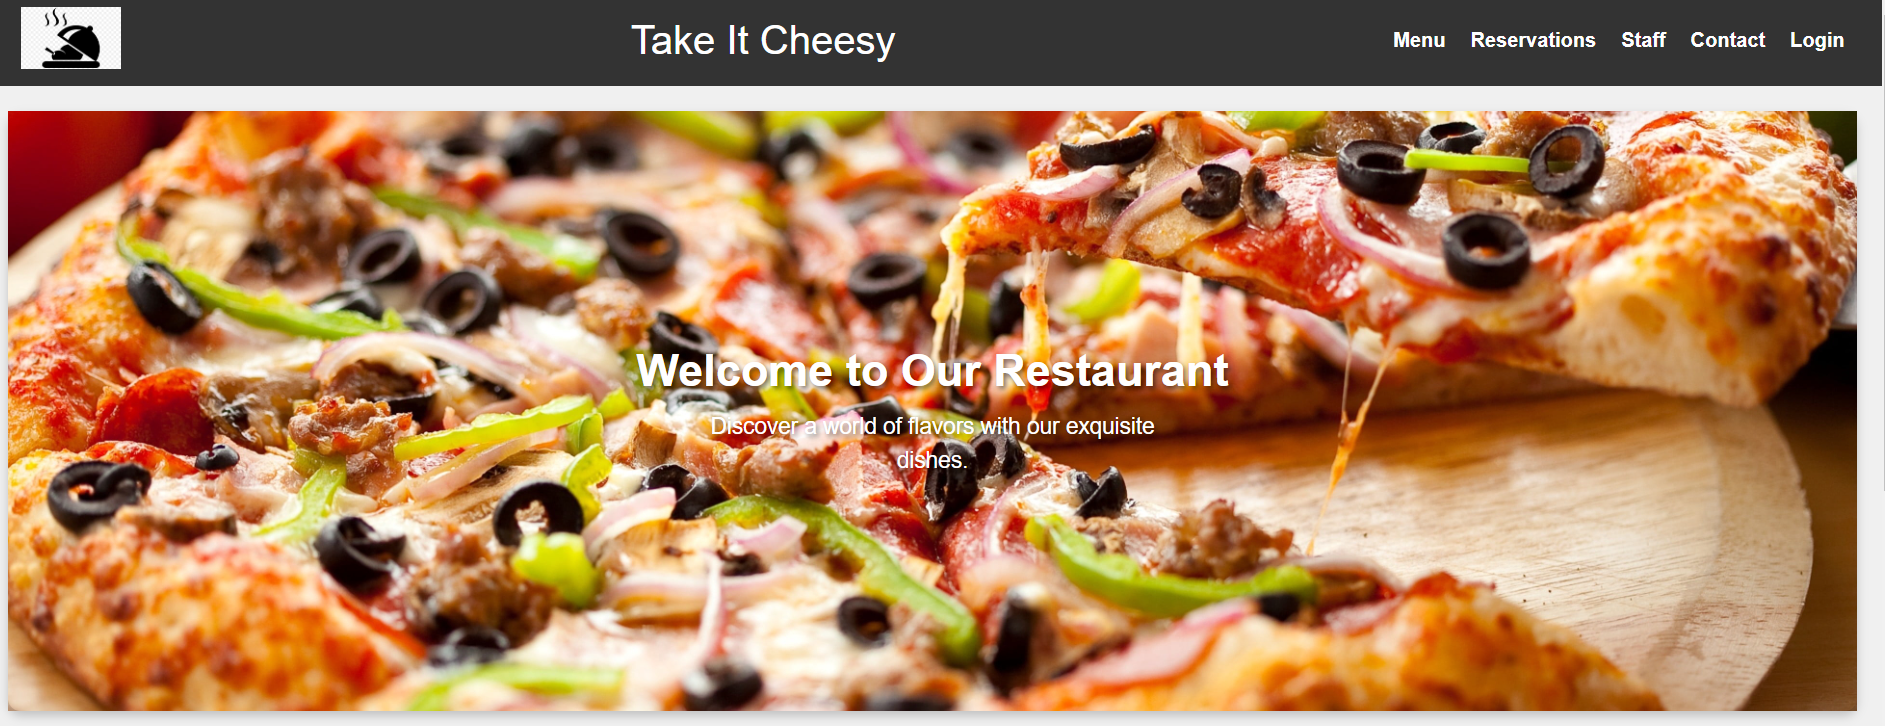 Take It Cheesy
Menu Reservations Staff Contact Login
Welcome to Our Restaurant
Discover a world of flavors with our exquisite
dishes.